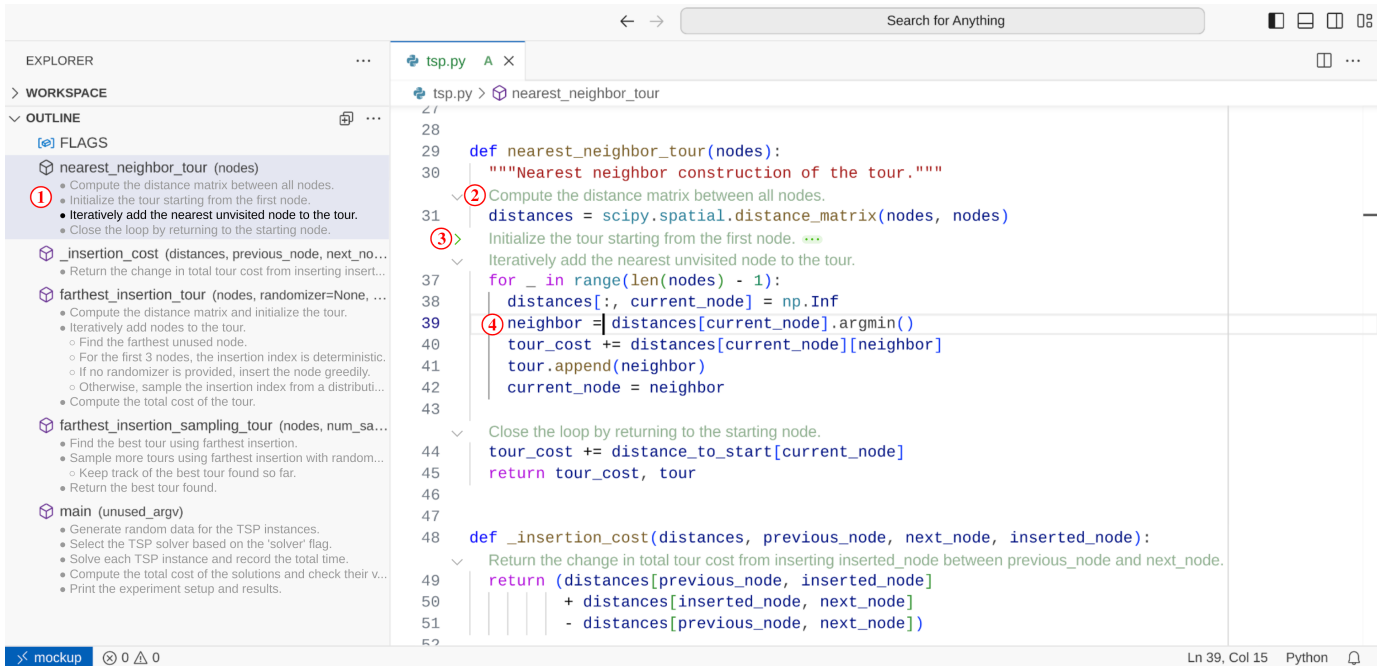 Search for Anything
EXPLORER
WORKSPACE
OUTLINE
FLAGS
nearest_neighbor_tour (nodes)
• Compute the distance matrix between all nodes.
1 • Initialize the tour starting from the first node.
• Iteratively add the nearest unvisited node to the tour.
• Close the loop by returning to the starting node.
_insertion_cost (distances, previous_node, next_no...
• Return the change in total tour cost from inserting insert...
farthest_insertion_tour (nodes, randomizer=None, ...
• Compute the distance matrix and initialize the tour.
• Iteratively add nodes to the tour.
○ Find the farthest unused node.
○ For the first 3 nodes, the insertion index is deterministic.
○ If no randomizer is provided, insert the node greedily.
○ Otherwise, sample the insertion index from a distributi...
• Compute the total cost of the tour.
farthest_insertion_sampling_tour (nodes, num_sa...
• Find the best tour using farthest insertion.
• Sample more tours using farthest insertion with random...
○ Keep track of the best tour found so far.
• Return the best tour found.
main (unused_argv)
• Generate random data for the TSP instances.
• Select the TSP solver based on the 'solver' flag.
• Solve each TSP instance and record the total time.
• Compute the total cost of the solutions and check their v...
• Print the experiment setup and results.
tsp.py A ×
tsp.py > nearest_neighbor_tour
27
28
29 def nearest_neighbor_tour(nodes):
30 """Nearest neighbor construction of the tour."""
2 Compute the distance matrix between all nodes.
31 distances = scipy.spatial.distance_matrix(nodes, nodes)
3 Initialize the tour starting from the first node. ...
Iteratively add the nearest unvisited node to the tour.
37 for _ in range(len(nodes) - 1):
38 distances[:, current_node] = np.Inf
39 4 neighbor = distances[current_node].argmin()
40 tour_cost += distances[current_node][neighbor]
41 tour.append(neighbor)
42 current_node = neighbor
43
Close the loop by returning to the starting node.
44 tour_cost += distance_to_start[current_node]
45 return tour_cost, tour
46
47
48 def _insertion_cost(distances, previous_node, next_node, inserted_node):
Return the change in total tour cost from inserting inserted_node between previous_node and next_node.
49 return (distances[previous_node, inserted_node]
50 + distances[inserted_node, next_node]
51 - distances[previous_node, next_node])
52
mockup 0 0
Ln 39, Col 15 Python